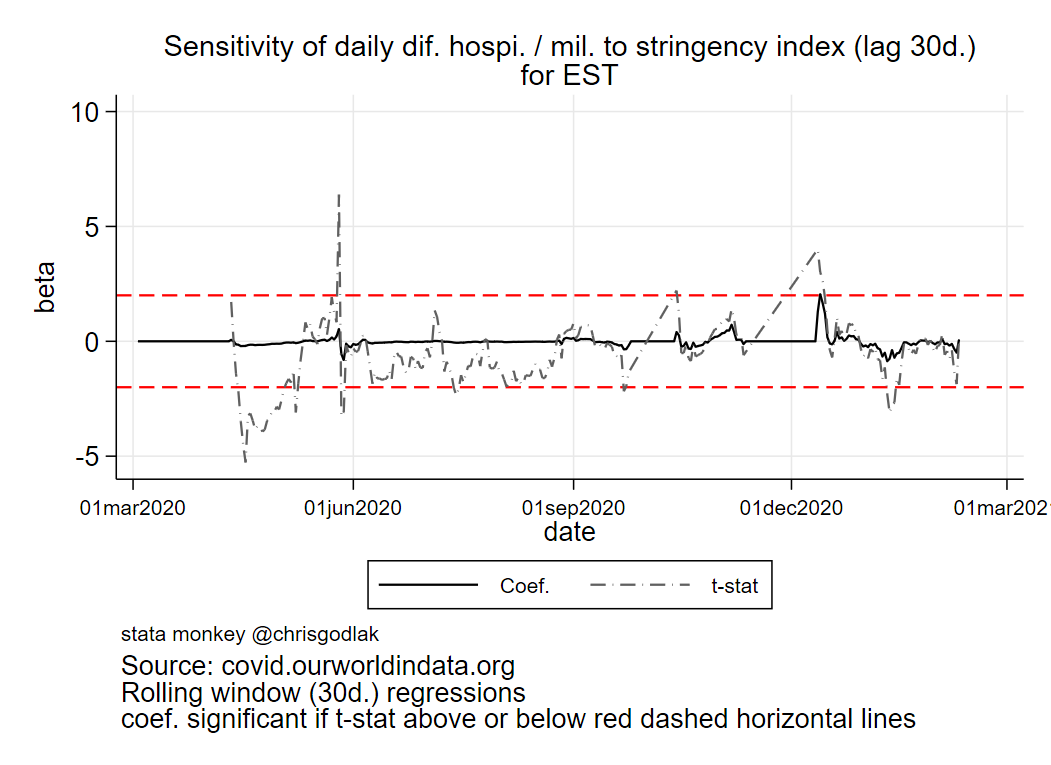 Sensitivity of daily dif. hospi. / mil. to stringency index (lag 30d.)
for EST
10
5
0
-5
beta
01mar2020 01jun2020 01sep2020 01dec2020 01mar202
date
Coef. t-stat
stata monkey @chrisgodlak
Source: covid.ourworldindata.org
Rolling window (30d.) regressions
coef. significant if t-stat above or below red dashed horizontal lines